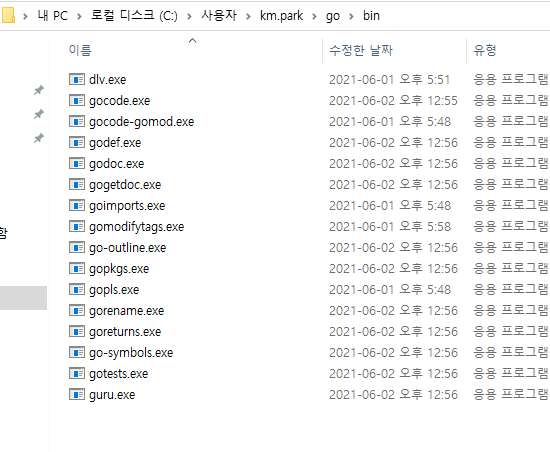 내 PC > 로컬 디스크 (C:) > 사용자 > km.park > go > bin
이름 수정한 날짜 유형
dlv.exe 2021-06-01 오후 5:51 응용 프로그램
gocode.exe 2021-06-02 오후 12:55 응용 프로그램
gocode-gomod.exe 2021-06-01 오후 5:48 응용 프로그램
godef.exe 2021-06-02 오후 12:56 응용 프로그램
godoc.exe 2021-06-02 오후 12:56 응용 프로그램
gogetdoc.exe 2021-06-02 오후 12:56 응용 프로그램
goimports.exe 2021-06-01 오후 5:48 응용 프로그램
gomodifytags.exe 2021-06-01 오후 5:58 응용 프로그램
함
go-outline.exe 2021-06-02 오후 12:56 응용 프로그램
gopkgs.exe 2021-06-02 오후 12:56 응용 프로그램
gopls.exe 2021-06-01 오후 5:48 응용 프로그램
gorename.exe 2021-06-02 오후 12:56 응용 프로그램
goreturns.exe 2021-06-02 오후 12:56 응용 프로그램
go-symbols.exe 2021-06-02 오후 12:56 응용 프로그램
gotests.exe 2021-06-02 오후 12:56 응용 프로그램
guru.exe 2021-06-02 오후 12:56 응용 프로그램